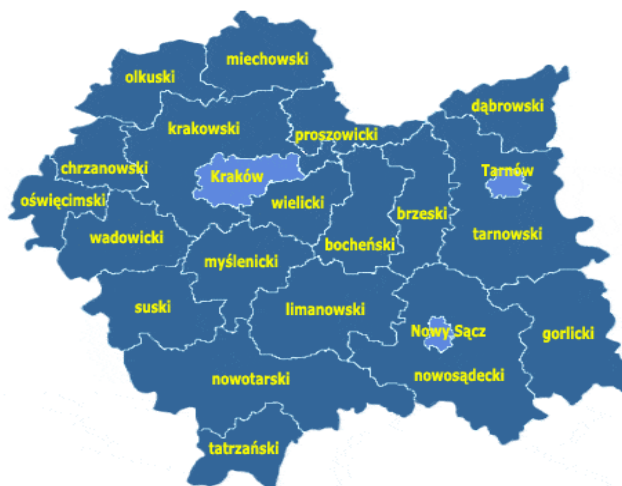 miechowski
olkuski
dąbrowski
krakowski
proszowicki
chrzanowski
Kraków
Tarnów
oświęcimski
wielicki
brzeski
wadowicki
tarnowski
bocheński
myślenicki
suski
limanowski
Nowy Sącz
gorlicki
nowotarski
nowosądecki
tatrzański